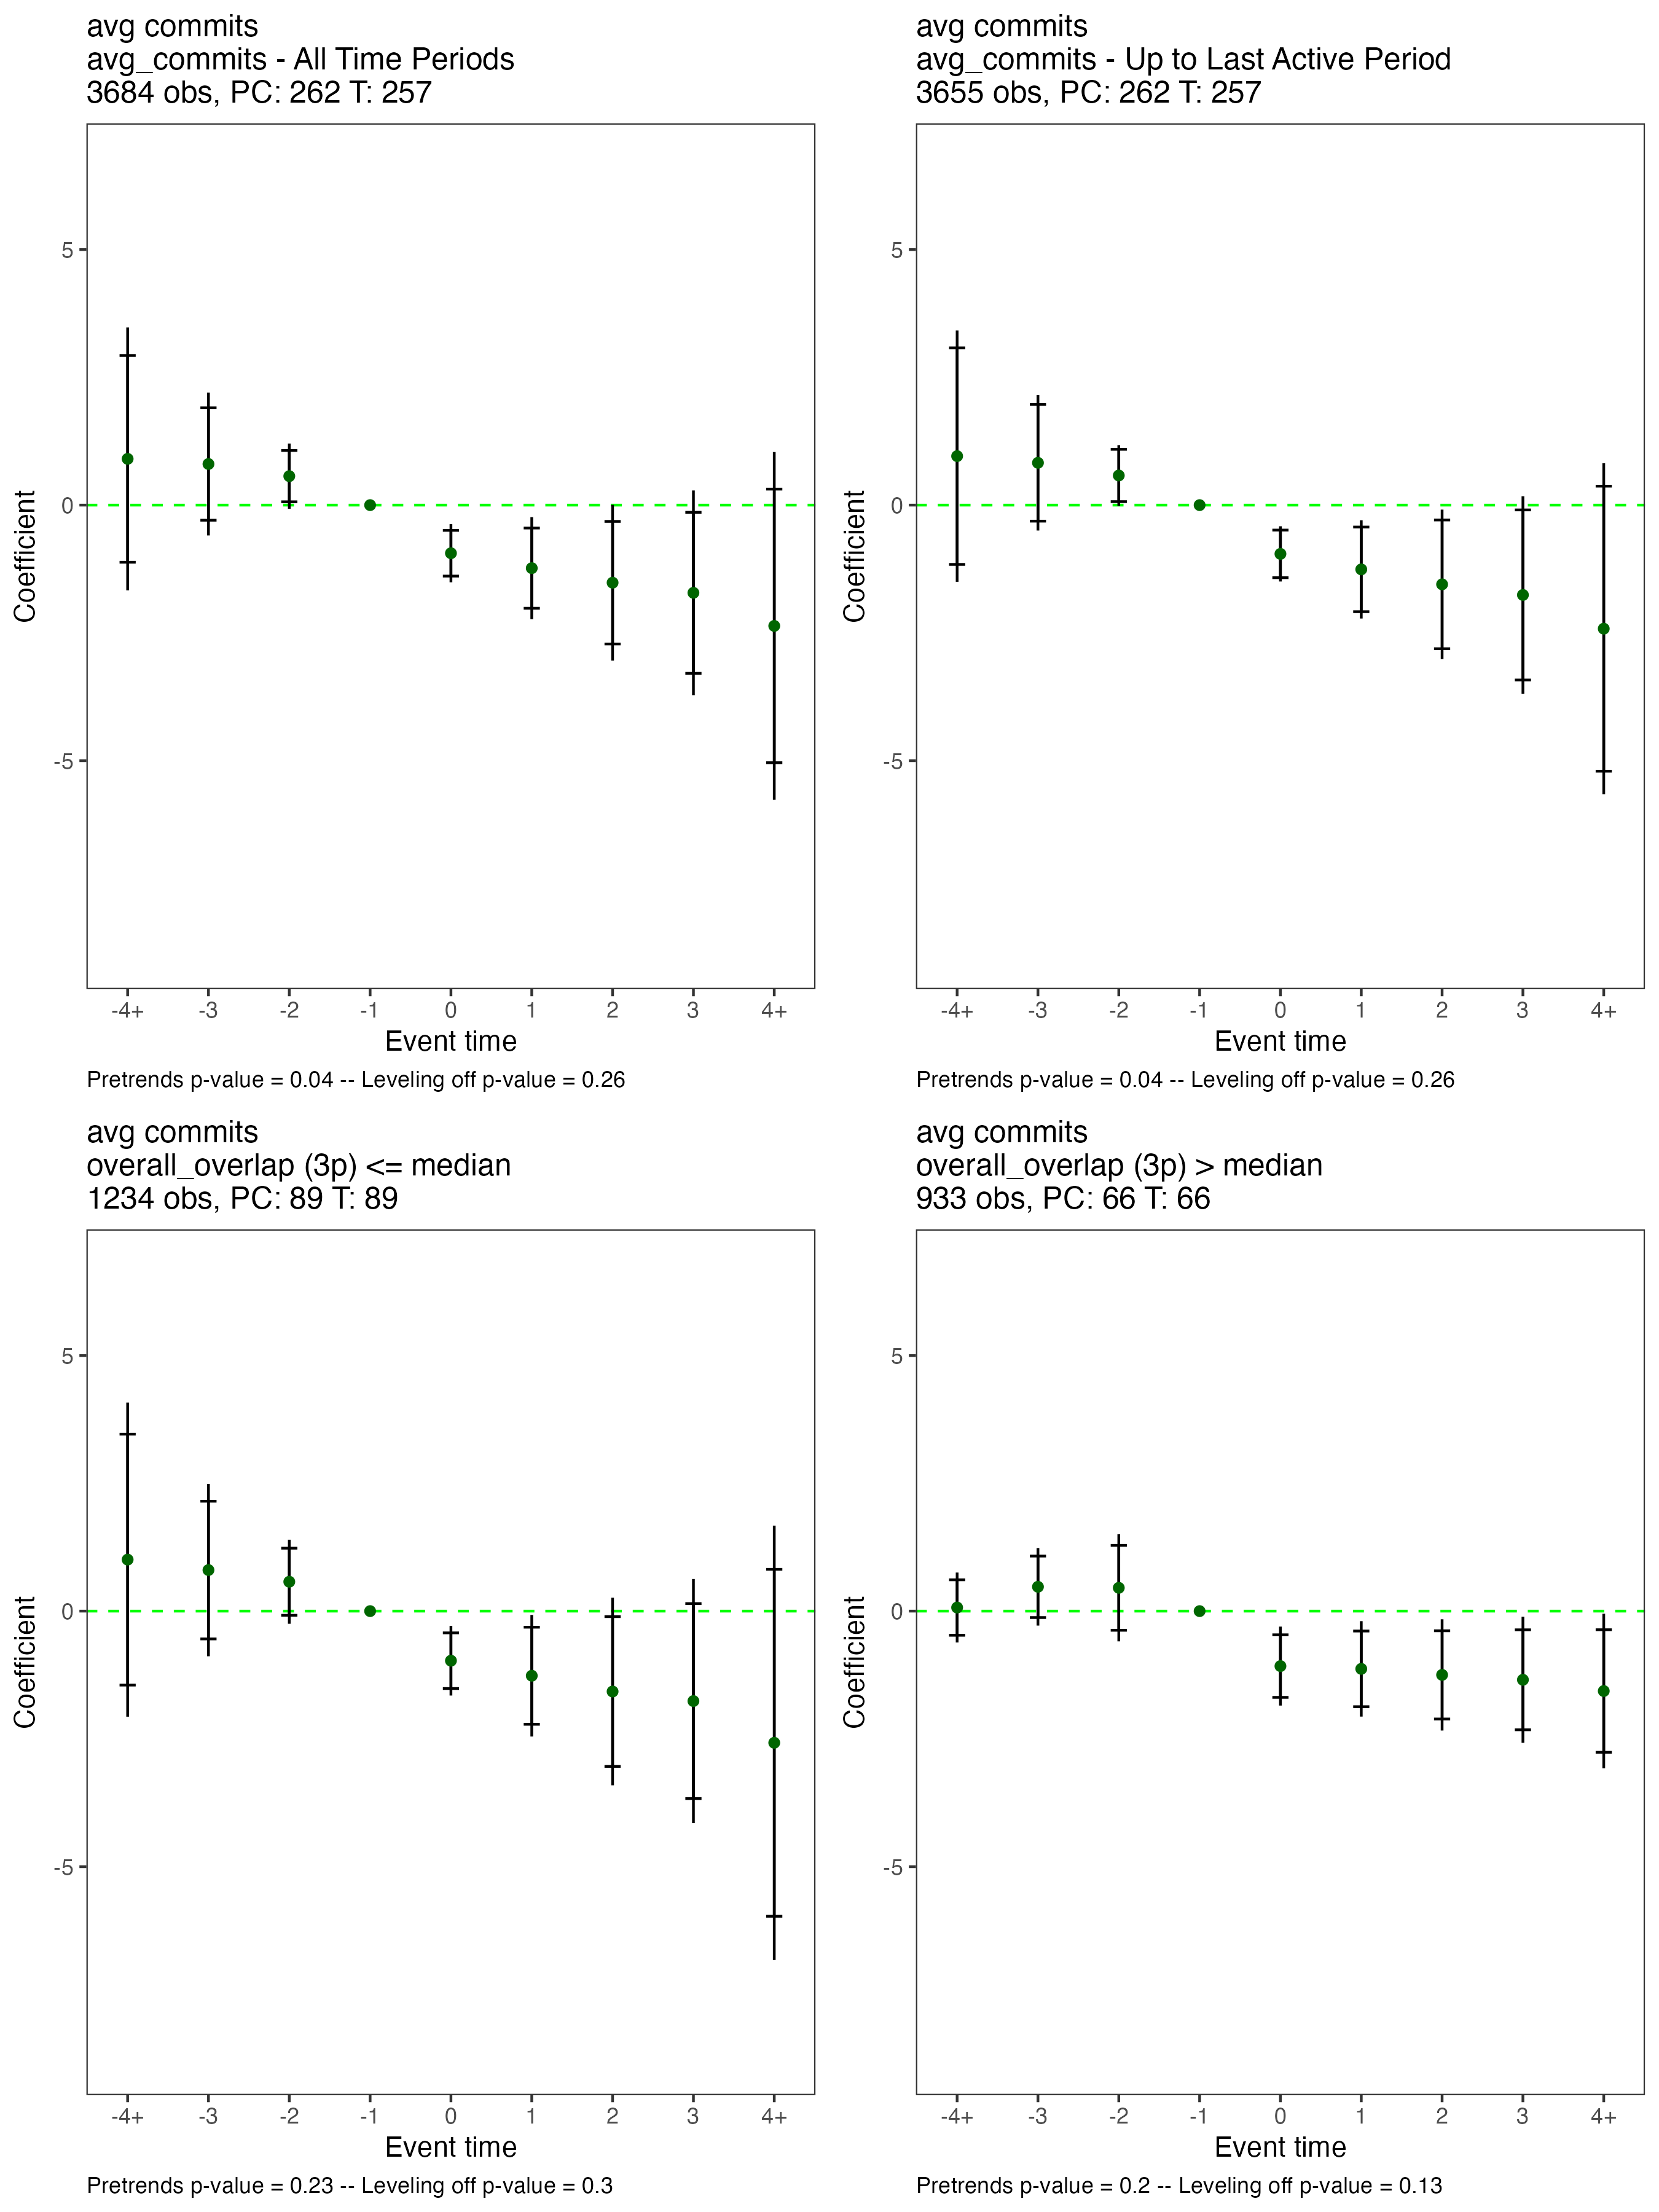 avg commits
avg_commits - All Time Periods
3684 obs, PC: 262 T: 257
5
0
-5
Coefficient
-4+ -3 -2 -1 0 1 2 3 4+
Event time
Pretrends p-value = 0.04 -- Leveling off p-value = 0.26
avg commits
avg_commits - Up to Last Active Period
3655 obs, PC: 262 T: 257
5
0
-5
Coefficient
-4+ -3 -2 -1 0 1 2 3 4+
Event time
Pretrends p-value = 0.04 -- Leveling off p-value = 0.26
avg commits
overall_overlap (3p) <= median
1234 obs, PC: 89 T: 89
5
0
-5
Coefficient
-4+ -3 -2 -1 0 1 2 3 4+
Event time
Pretrends p-value = 0.23 -- Leveling off p-value = 0.3
avg commits
overall_overlap (3p) > median
933 obs, PC: 66 T: 66
5
0
-5
Coefficient
-4+ -3 -2 -1 0 1 2 3 4+
Event time
Pretrends p-value = 0.2 -- Leveling off p-value = 0.13